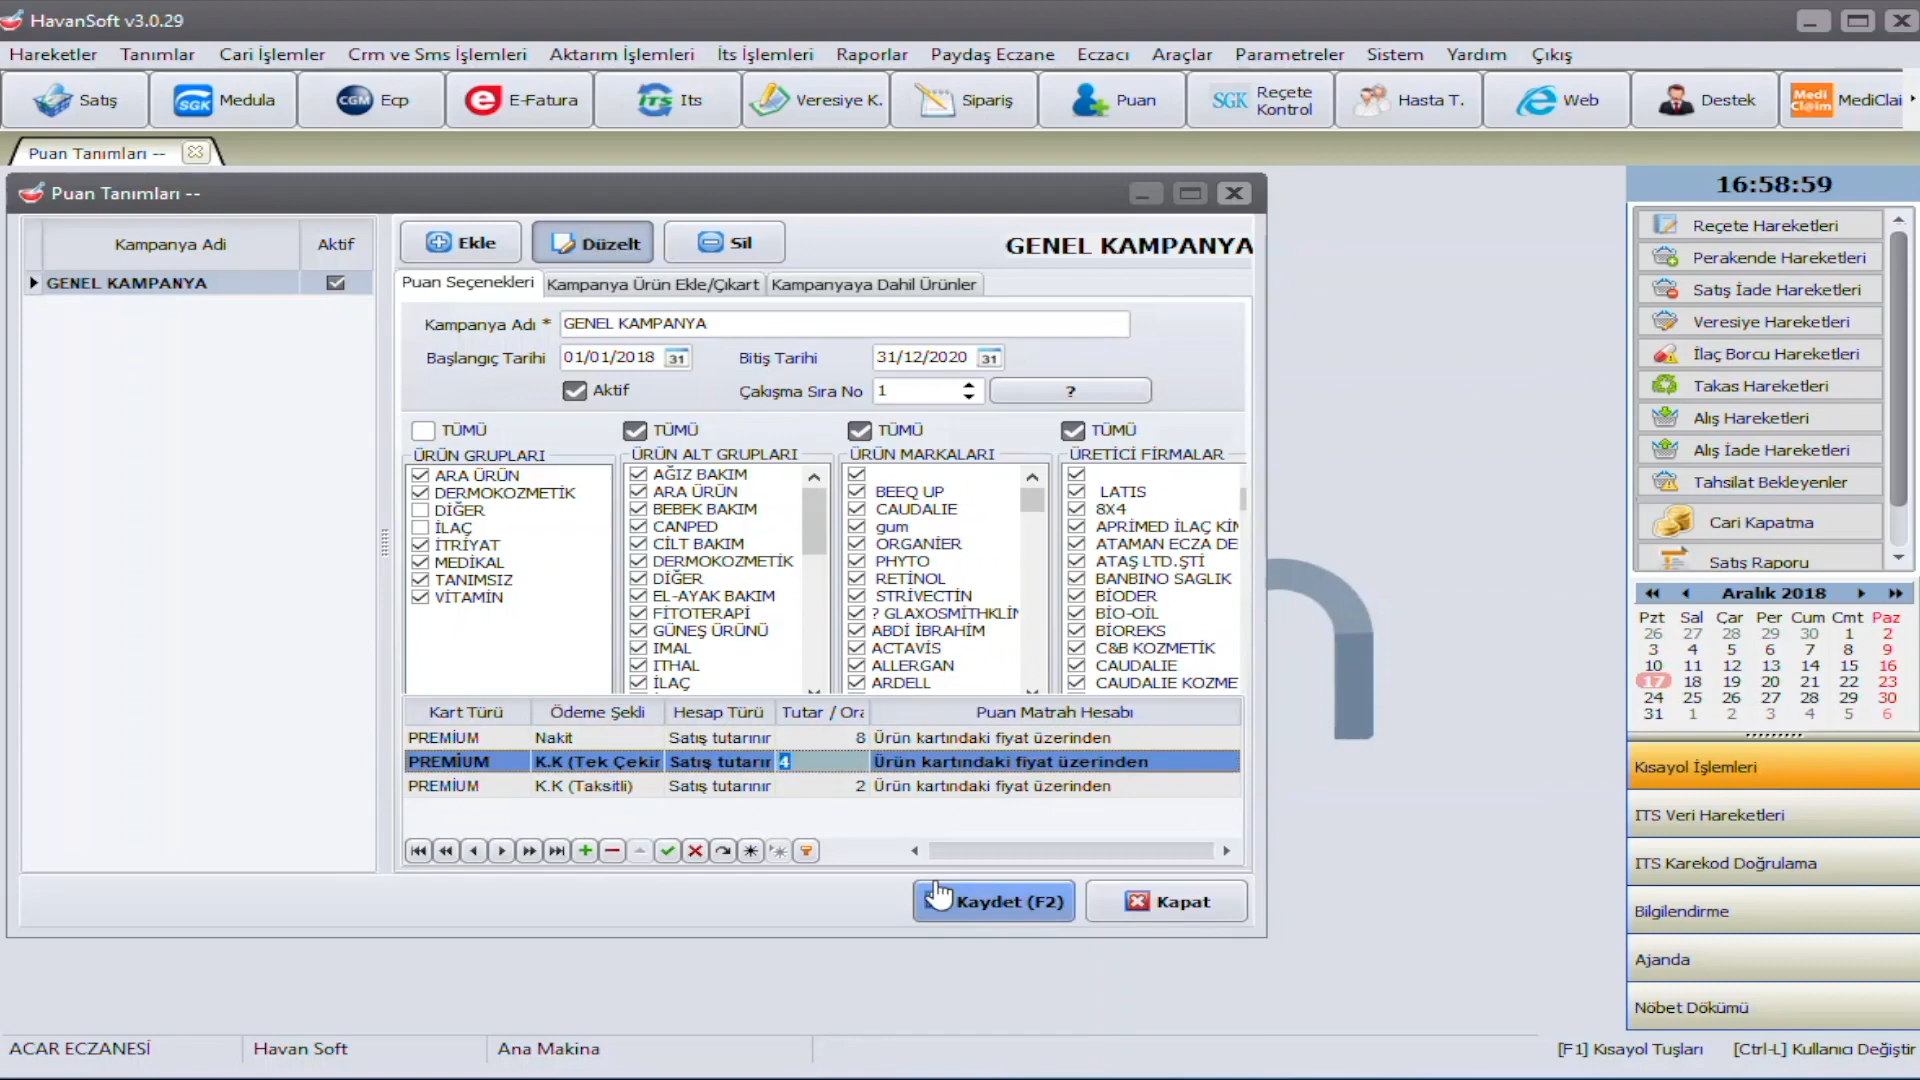 HavanSoft v3.0.29
Hareketler Tanımlar Cari İşlemler Crm ve Sms İşlemleri Aktarım İşlemleri İts İşlemleri Raporlar Paydaş Eczane Eczacı Araçlar Parametreler Sistem Yardım Çıkış
Satış SGK Medula CGM Ecp E-Fatura iTS Its Veresiye K. Sipariş Puan SGK Reçete Kontrol Hasta T. Web Destek Medi Cl@im MediClai
Puan Tanımları --
Puan Tanımları --
Kampanya Adi Aktif
GENEL KAMPANYA
Ekle Düzelt Sil GENEL KAMPANYA
Puan Seçenekleri Kampanya Ürün Ekle/Çıkart Kampanyaya Dahil Ürünler
Kampanya Adı * GENEL KAMPANYA
Başlangıç Tarihi 01/01/2018 31 Bitiş Tarihi 31/12/2020 31
Aktif Çakışma Sıra No 1 ?
TÜMÜ TÜMÜ TÜMÜ TÜMÜ
ÜRÜN GRUPLARI
ARA ÜRÜN
DERMOKOZMETİK
DİĞER
İLAÇ
İTRİYAT
MEDİKAL
TANIMSIZ
VİTAMİN
ÜRÜN ALT GRUPLARI
AĞIZ BAKIM
ARA ÜRÜN
BEBEK BAKIM
CANPED
CİLT BAKIM
DERMOKOZMETİK
DİĞER
EL-AYAK BAKIM
FİTOTERAPİ
GÜNEŞ ÜRÜNÜ
IMAL
ITHAL
İLAÇ
ÜRÜN MARKALARI
BEEQ UP
CAUDALIE
gum
ORGANİER
PHYTO
RETİNOL
STRİVECTİN
? GLAXOSMİTHKLİN
ABDİ İBRAHİM
ACTAVİS
ALLERGAN
ARDELL
ÜRETİCİ FİRMALAR
LATIS
8X4
APRİMED İLAÇ KİM
ATAMAN ECZA DE
ATAŞ LTD.ŞTİ
BANBINO SAGLIK
BİODER
BİO-OİL
BİOREKS
C&B KOZMETİK
CAUDALIE
CAUDALIE KOZME
Kart Türü Ödeme Şekli Hesap Türü Tutar / Ora Puan Matrah Hesabı
PREMİUM Nakit Satış tutarınır 8 Ürün kartındaki fiyat üzerinden
PREMİUM K.K (Tek Çekir Satış tutarır 4 Ürün kartındaki fiyat üzerinden
PREMİUM K.K (Taksitli) Satış tutarınır 2 Ürün kartındaki fiyat üzerinden
Kaydet (F2) Kapat
16:58:59
Reçete Hareketleri
Perakende Hareketleri
Satış İade Hareketleri
Veresiye Hareketleri
İlaç Borcu Hareketleri
Takas Hareketleri
Alış Hareketleri
Alış İade Hareketleri
Tahsilat Bekleyenler
Cari Kapatma
Satış Raporu
Aralık 2018
Pzt Sal Çar Per Cum Cmt Paz
26 27 28 29 30 1 2
3 4 5 6 7 8 9
10 11 12 13 14 15 16
17 18 19 20 21 22 23
24 25 26 27 28 29 30
31 1 2 3 4 5 6
Kısayol İşlemleri
ITS Veri Hareketleri
ITS Karekod Doğrulama
Bilgilendirme
Ajanda
Nöbet Dökümü
ACAR ECZANESİ Havan Soft Ana Makina [F1] Kısayol Tuşları [Ctrl-L] Kullanıcı Değiştir